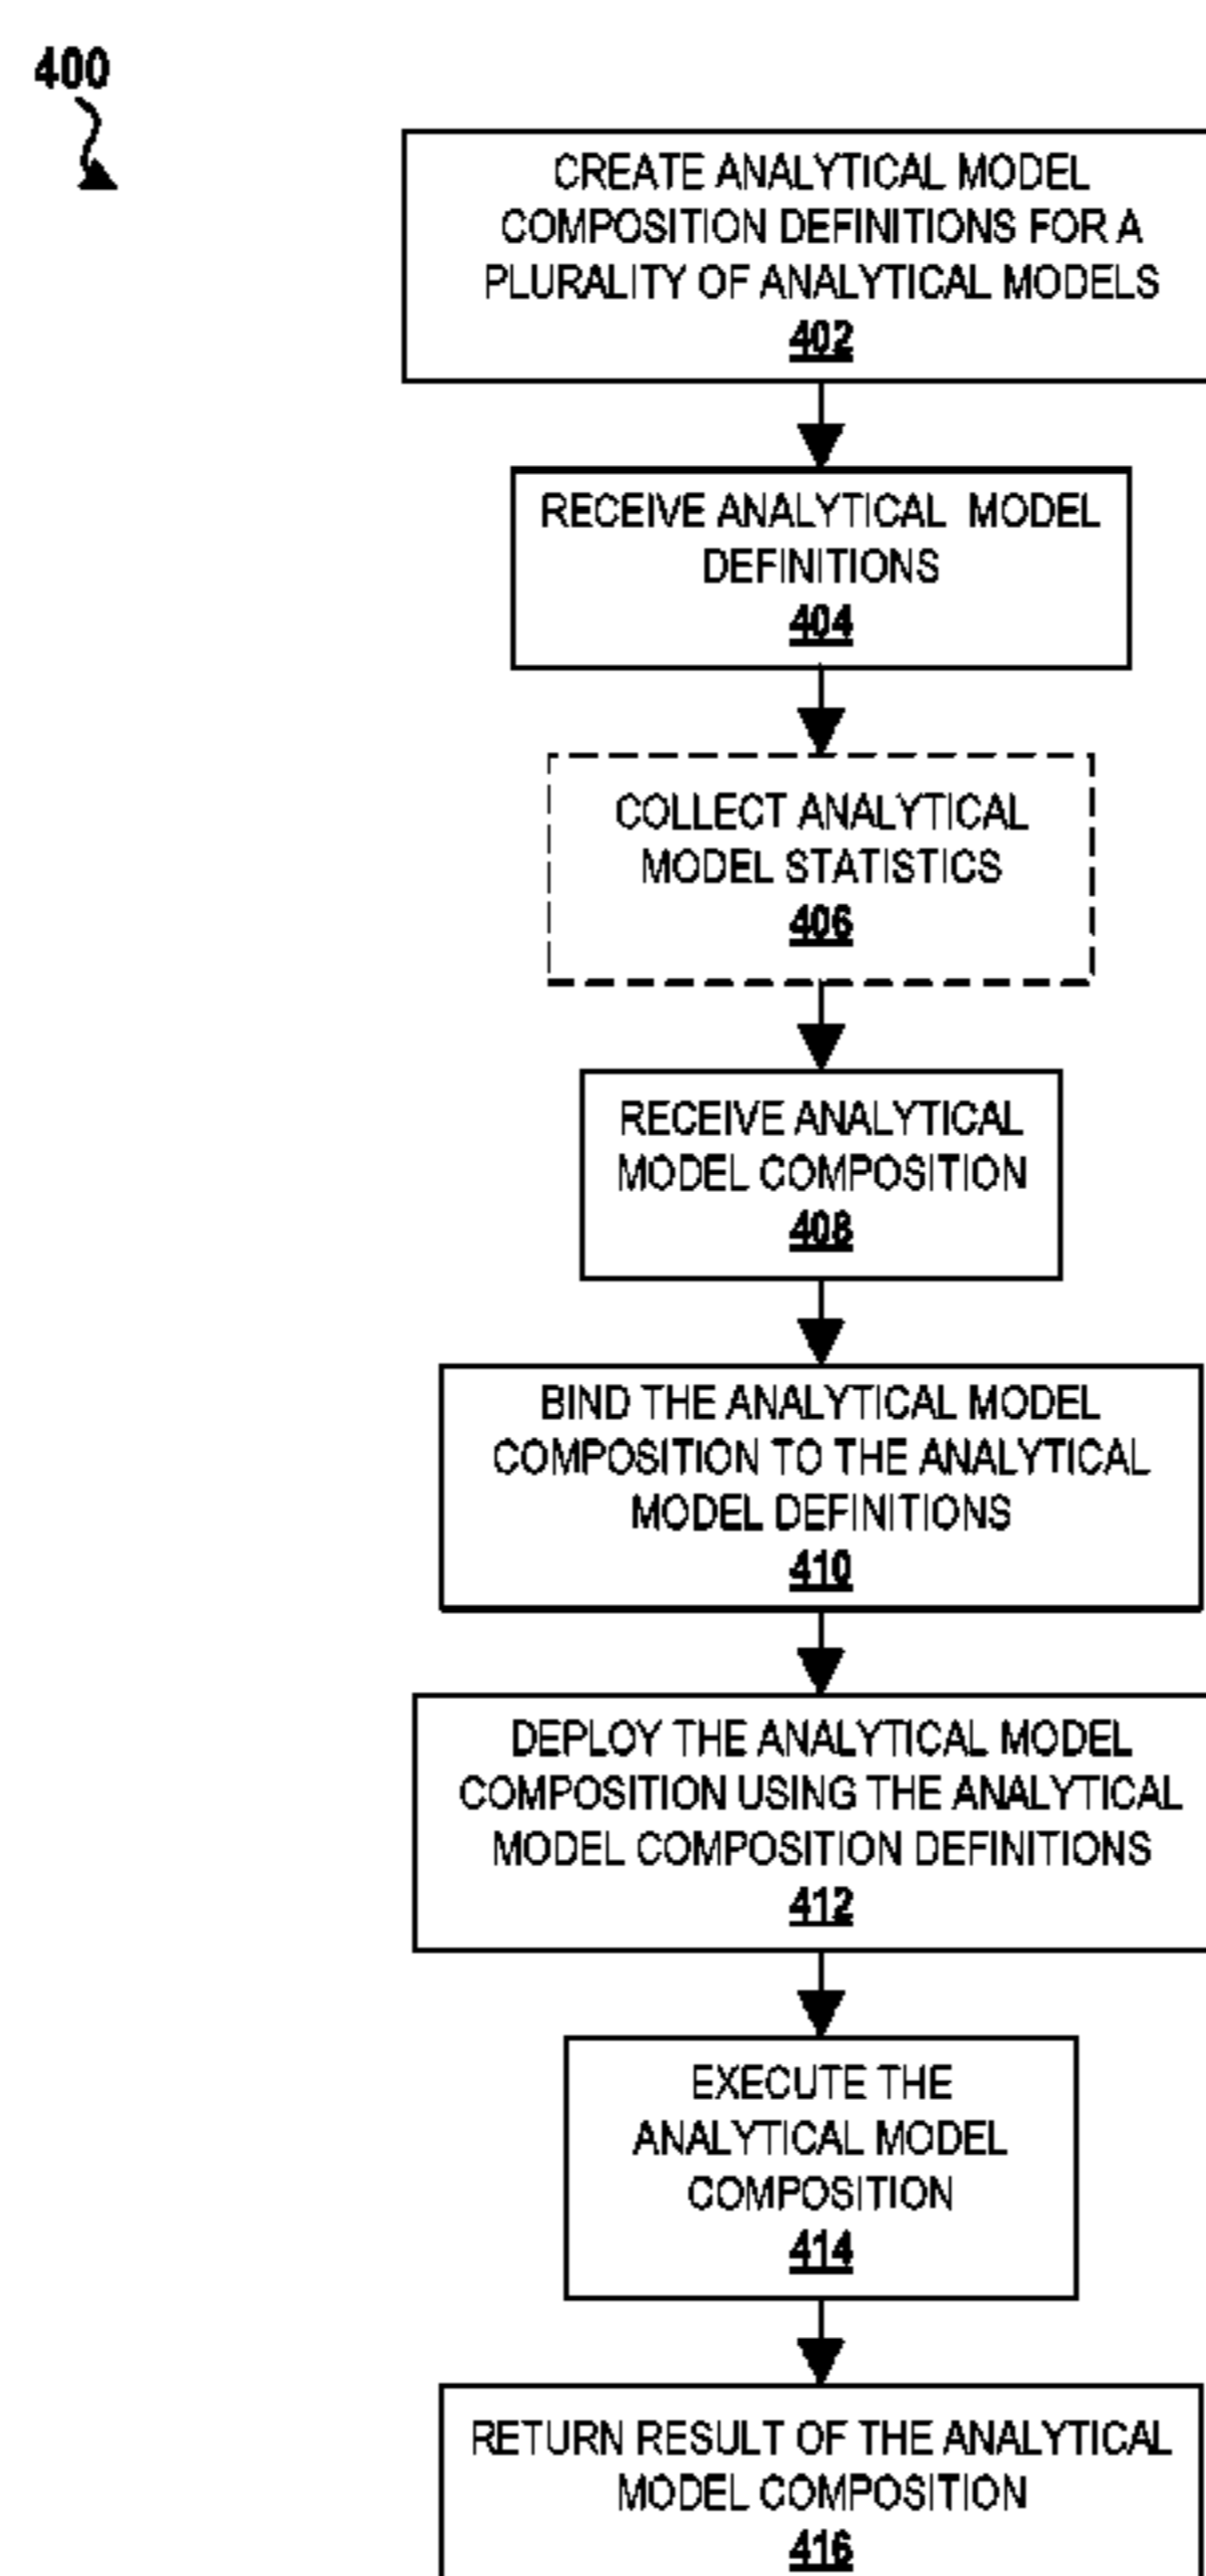 400
CREATE ANALYTICAL MODEL
COMPOSITION DEFINITIONS FOR A
PLURALITY OF ANALYTICAL MODELS
402
RECEIVE ANALYTICAL MODEL
DEFINITIONS
404
COLLECT ANALYTICAL
MODEL STATISTICS
406
RECEIVE ANALYTICAL
MODEL COMPOSITION
408
BIND THE ANALYTICAL MODEL
COMPOSITION TO THE ANALYTICAL
MODEL DEFINITIONS
410
DEPLOY THE ANALYTICAL MODEL
COMPOSITION USING THE ANALYTICAL
MODEL COMPOSITION DEFINITIONS
412
EXECUTE THE
ANALYTICAL MODEL
COMPOSITION
414
RETURN RESULT OF THE ANALYTICAL
MODEL COMPOSITION
416